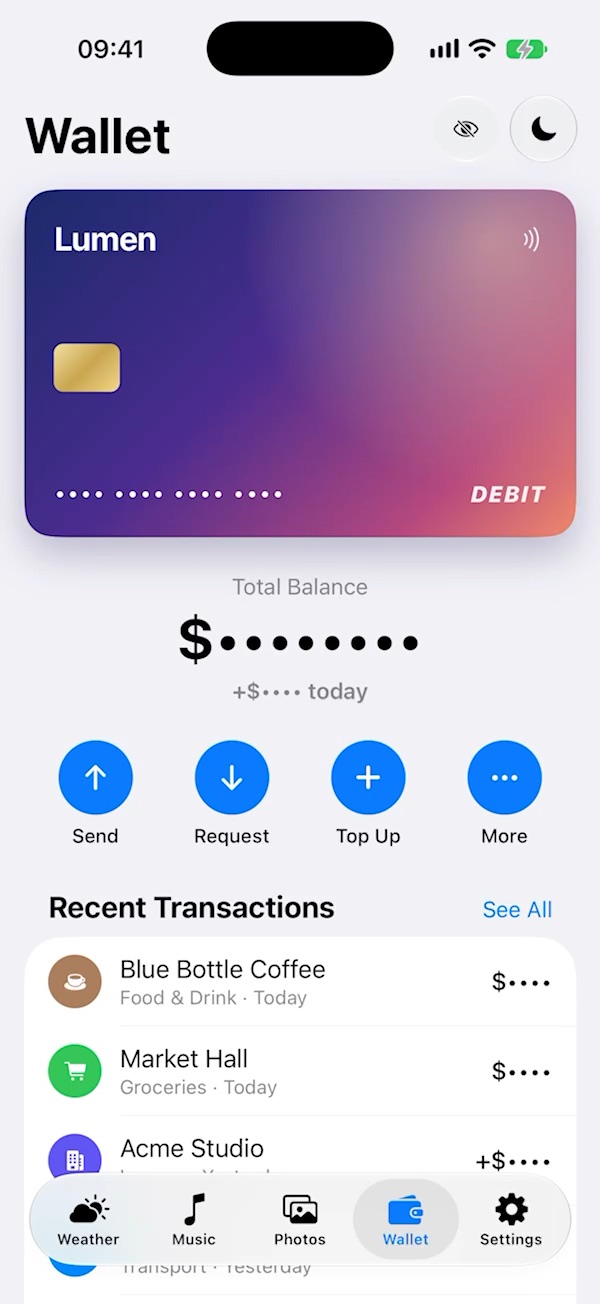 09:41
Wallet
Lumen
•••• •••• •••• ••••
DEBIT
Total Balance
$••••••••
+$•••• today
Send
Request
Top Up
More
Recent Transactions
See All
Blue Bottle Coffee
$••••
Food & Drink · Today
Market Hall
$••••
Groceries · Today
Acme Studio
+$••••
Weather
Music
Photos
Wallet
Settings
Transport · Yesterday